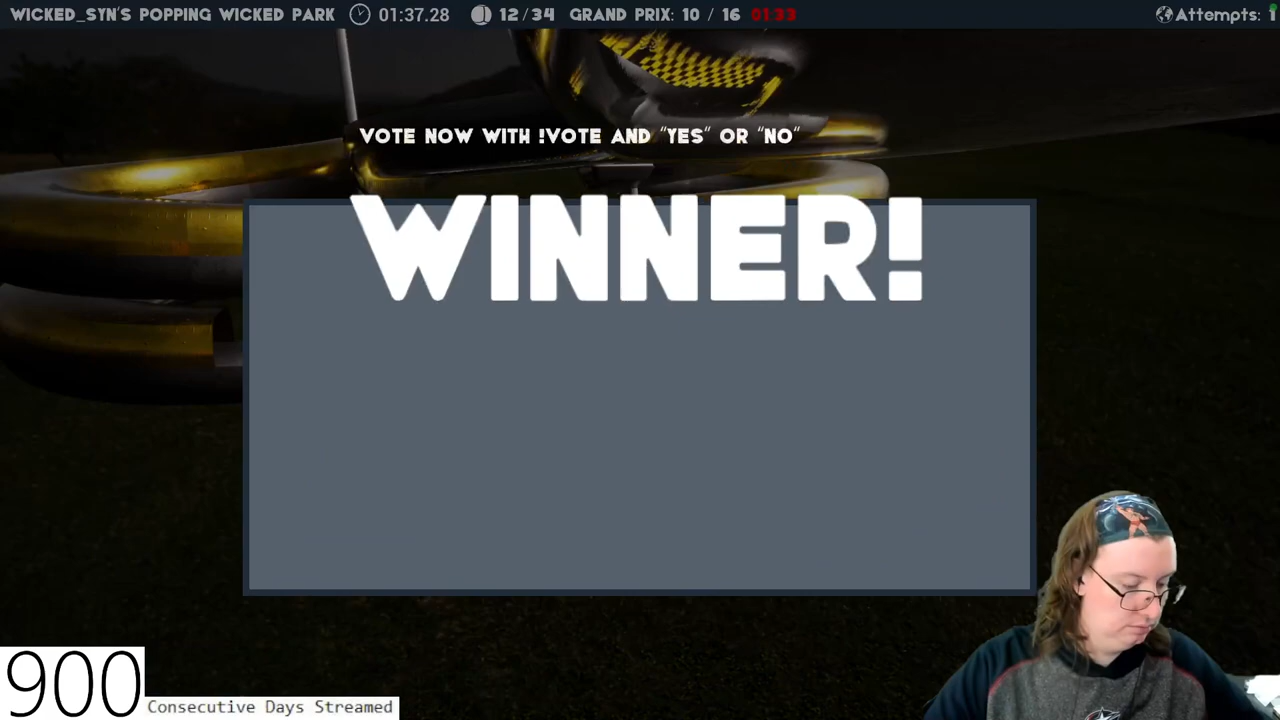 WICKED_SYN'S POPPING WICKED PARK 01:37.28 12/34 GRAND PRIX: 10 / 16 01:33 Attempts: 1
VOTE NOW WITH !VOTE AND "YES" OR "NO"
WINNER!
900 Consecutive Days Streamed